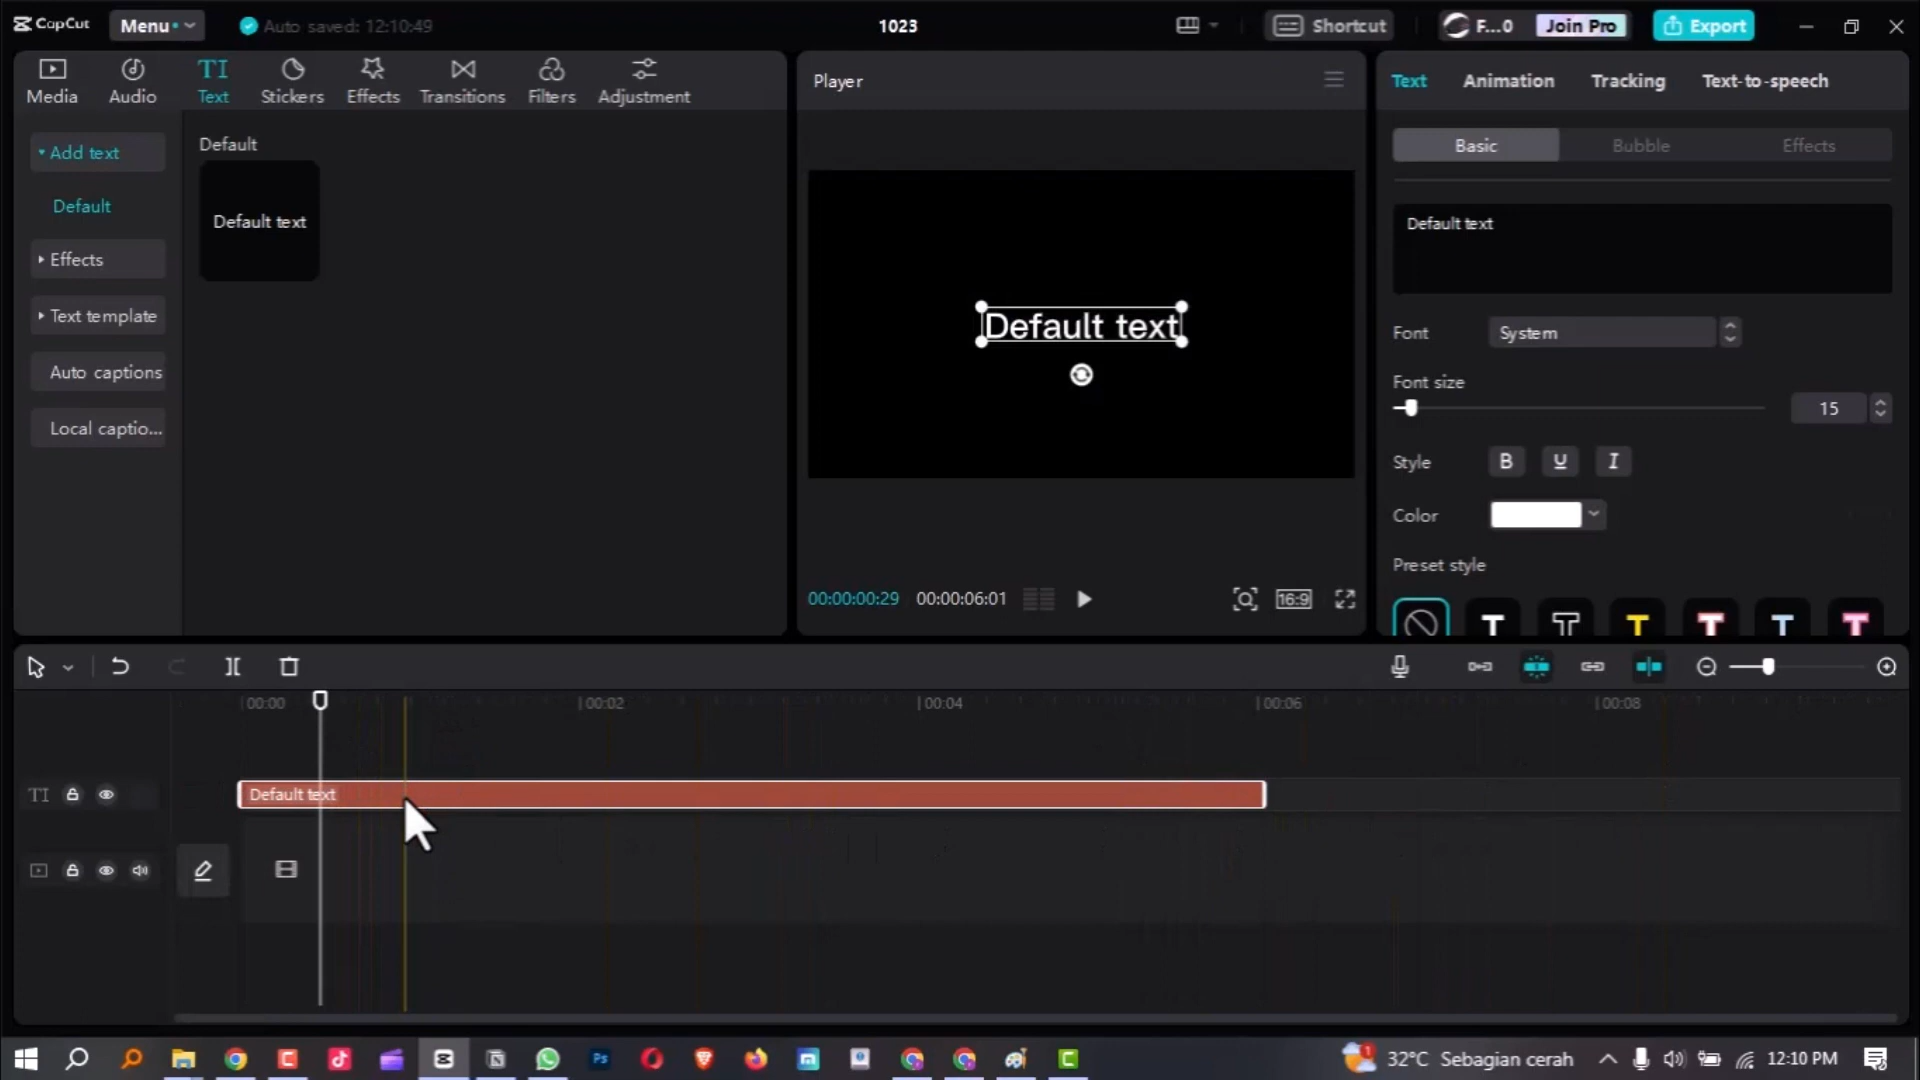 CapCut
Menu
Auto saved: 12:10:49
1023
Shortcut
F...0
Join Pro
Export
Media
Audio
TI
Text
Stickers
Effects
Transitions
Filters
Adjustment
Add text
Default
Effects
Text template
Auto captions
Local captio...
Default
Default text
Player
Default text
00:00:00:29
00:00:06:01
16:9
Text
Animation
Tracking
Text-to-speech
Basic
Bubble
Effects
Default text
Font
System
Font size
15
Style
B
U
I
Color
Preset style
T
T
T
T
T
T
00:00
00:02
00:04
00:06
00:08
TI
Default text
Ps
1
32°C Sebagian cerah
12:10 PM